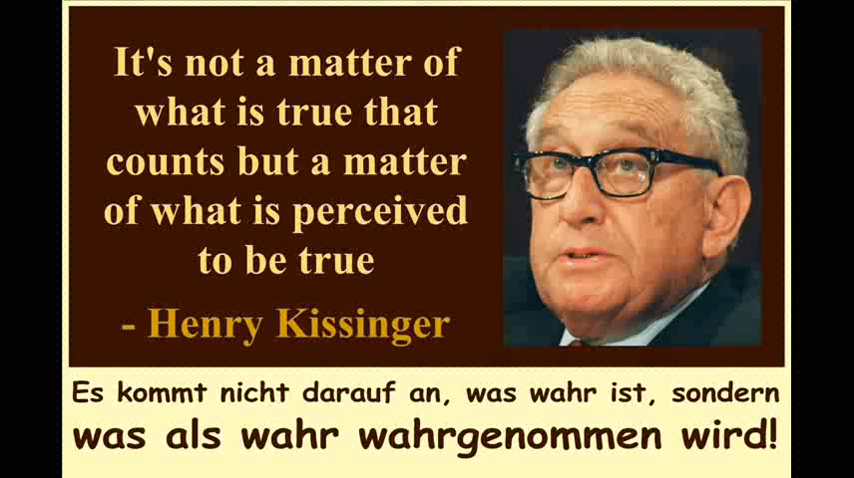 It's not a matter of
what is true that
counts but a matter
of what is perceived
to be true
- Henry Kissinger
Es kommt nicht darauf an, was wahr ist, sondern
was als wahr wahrgenommen wird!